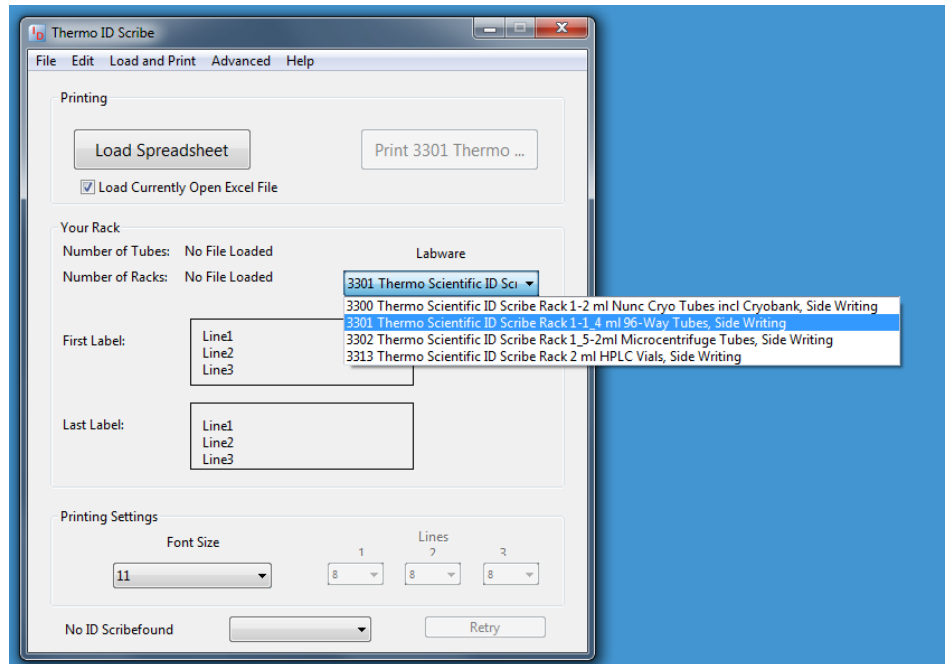 Thermo ID Scribe
File Edit Load and Print Advanced Help
Printing
Load Spreadsheet
Print 3301 Thermo ...
Load Currently Open Excel File
Your Rack
Number of Tubes: No File Loaded
Labware
Number of Racks: No File Loaded
3301 Thermo Scientific ID Scr
3300 Thermo Scientific ID Scribe Rack 1-2 ml Nunc Cryo Tubes incl Cryobank, Side Writing
3301 Thermo Scientific ID Scribe Rack 1-1_4 ml 96-Way Tubes, Side Writing
3302 Thermo Scientific ID Scribe Rack 1_5-2ml Microcentrifuge Tubes, Side Writing
3313 Thermo Scientific ID Scribe Rack 2 ml HPLC Vials, Side Writing
First Label:
Line1
Line2
Line3
Last Label:
Line1
Line2
Line3
Printing Settings
Font Size
Lines
1 2 3
11
8 8 8
No ID Scribefound
Retry